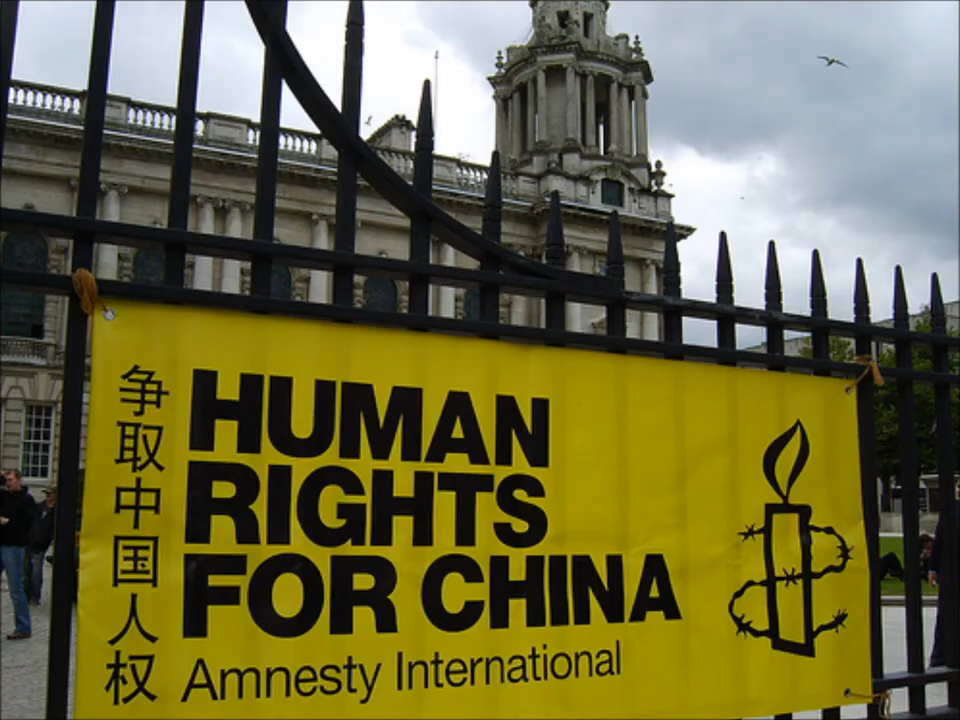 争取中国人权
HUMAN
RIGHTS
FOR CHINA
Amnesty International